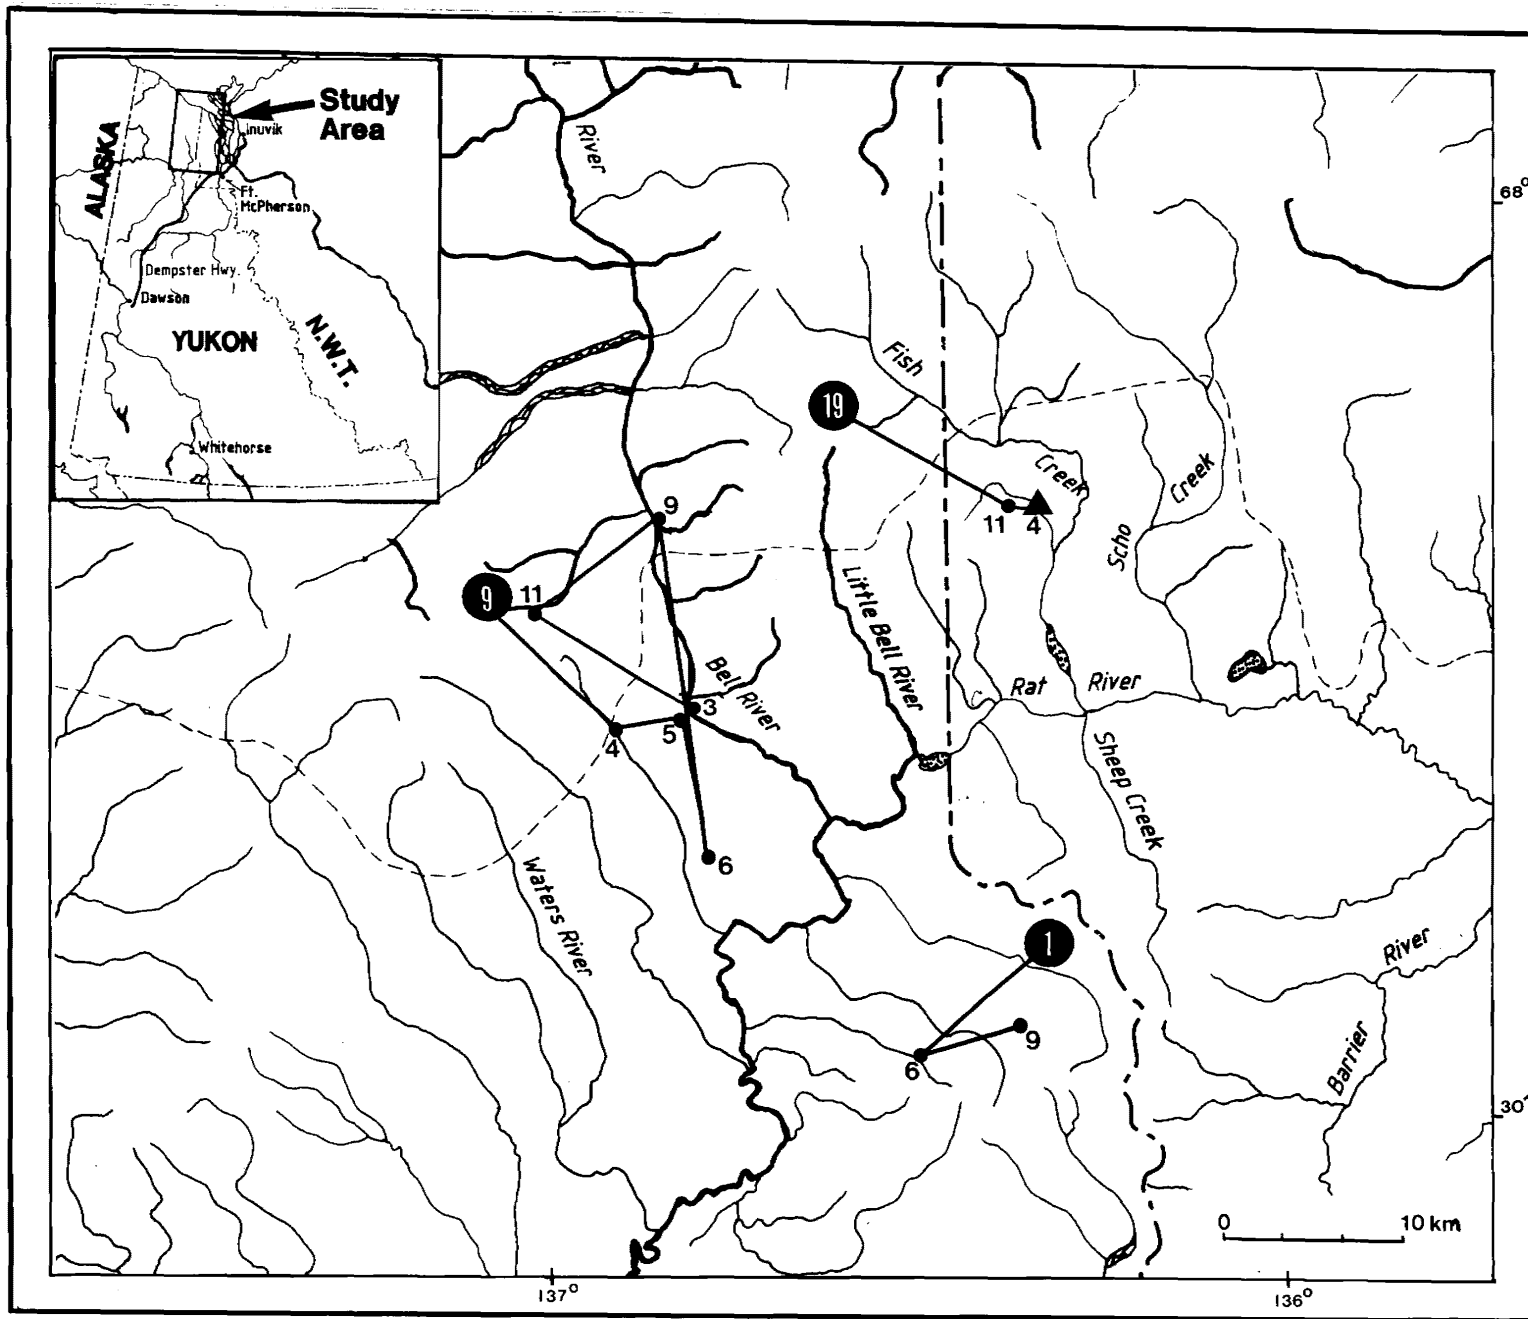 Study
Area
Inuvik
ALASKA
Ft.
McPherson
Dempster Hwy.
Dawson
YUKON
N.W.T.
Whitehorse
River
68°
Fish
19
Creek
11
4
Creek
Scho
9
9
11
Little Bell River
Bell River
Rat
River
3
5
4
Sheep Creek
6
Waters River
1
River
9
6
Barrier
30'
0
10 km
137°
136°